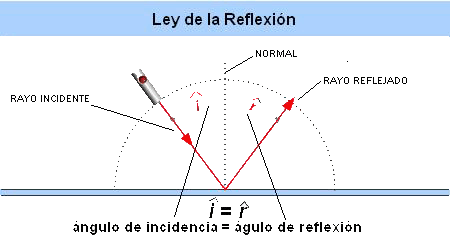 Ley de la Reflexión
NORMAL
RAYO REFLEJADO
RAYO INCIDENTE
î
r̂
î = r̂
ángulo de incidencia = águlo de reflexión